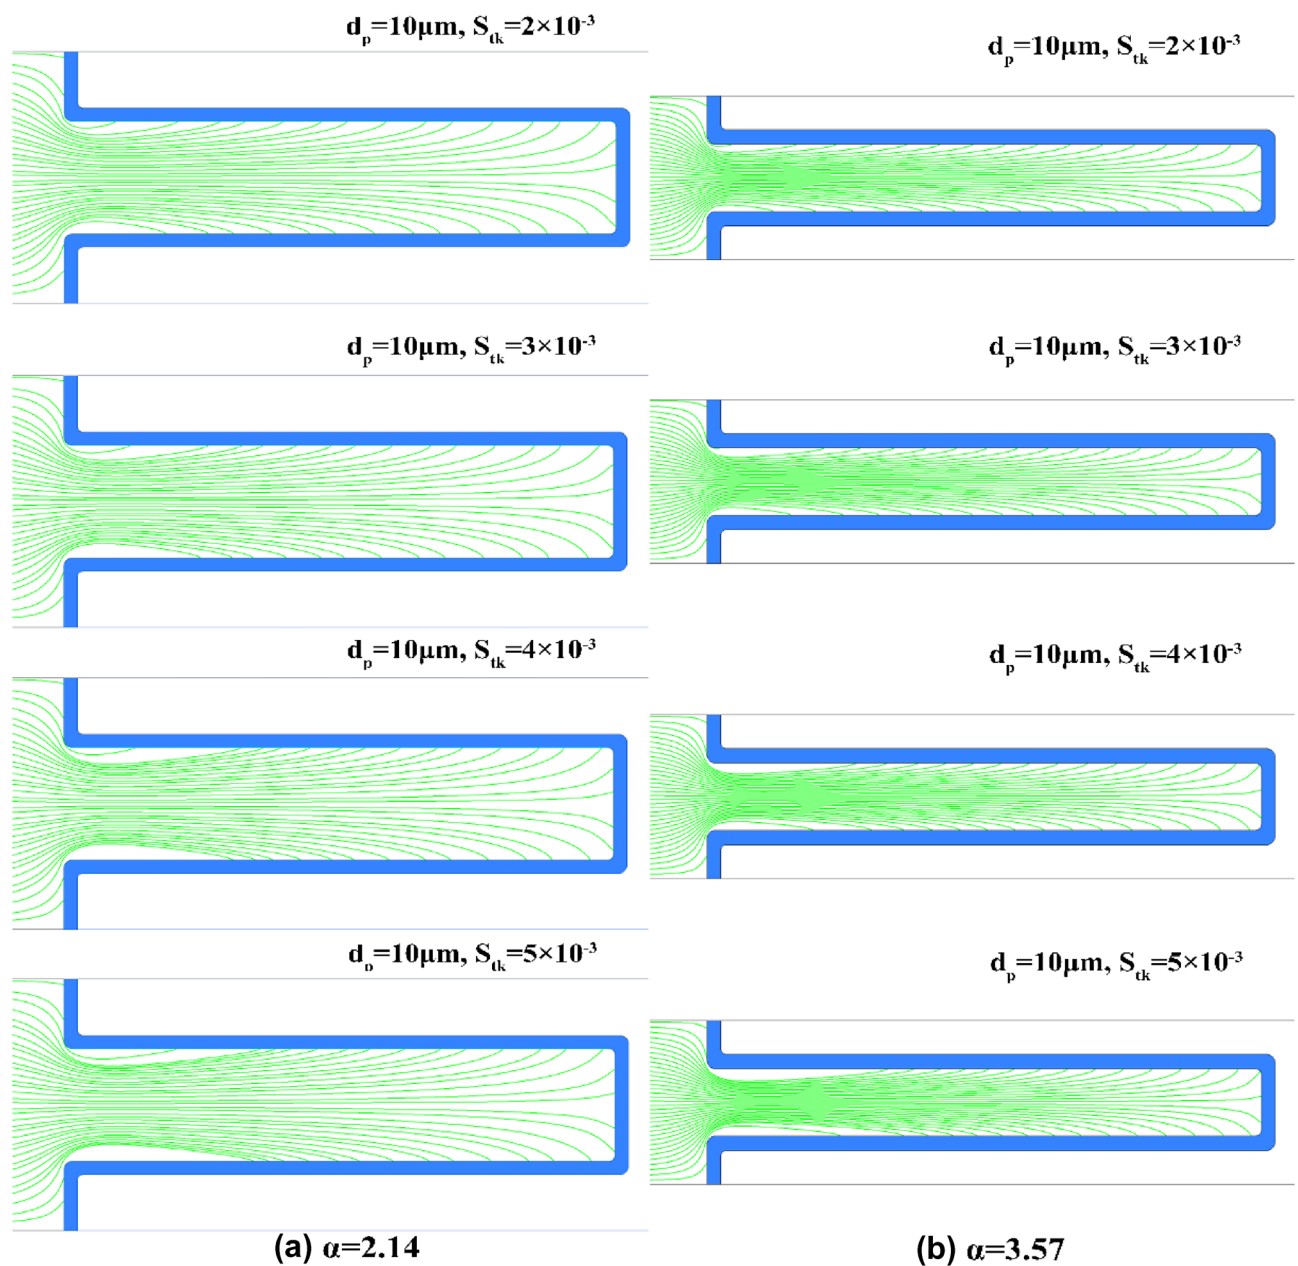 dₚ=10μm, Sₜₖ=2×10⁻³
dₚ=10μm, Sₜₖ=2×10⁻³
dₚ=10μm, Sₜₖ=3×10⁻³
dₚ=10μm, Sₜₖ=3×10⁻³
dₚ=10μm, Sₜₖ=4×10⁻³
dₚ=10μm, Sₜₖ=4×10⁻³
dₚ=10μm, Sₜₖ=5×10⁻³
dₚ=10μm, Sₜₖ=5×10⁻³
(a) α=2.14
(b) α=3.57